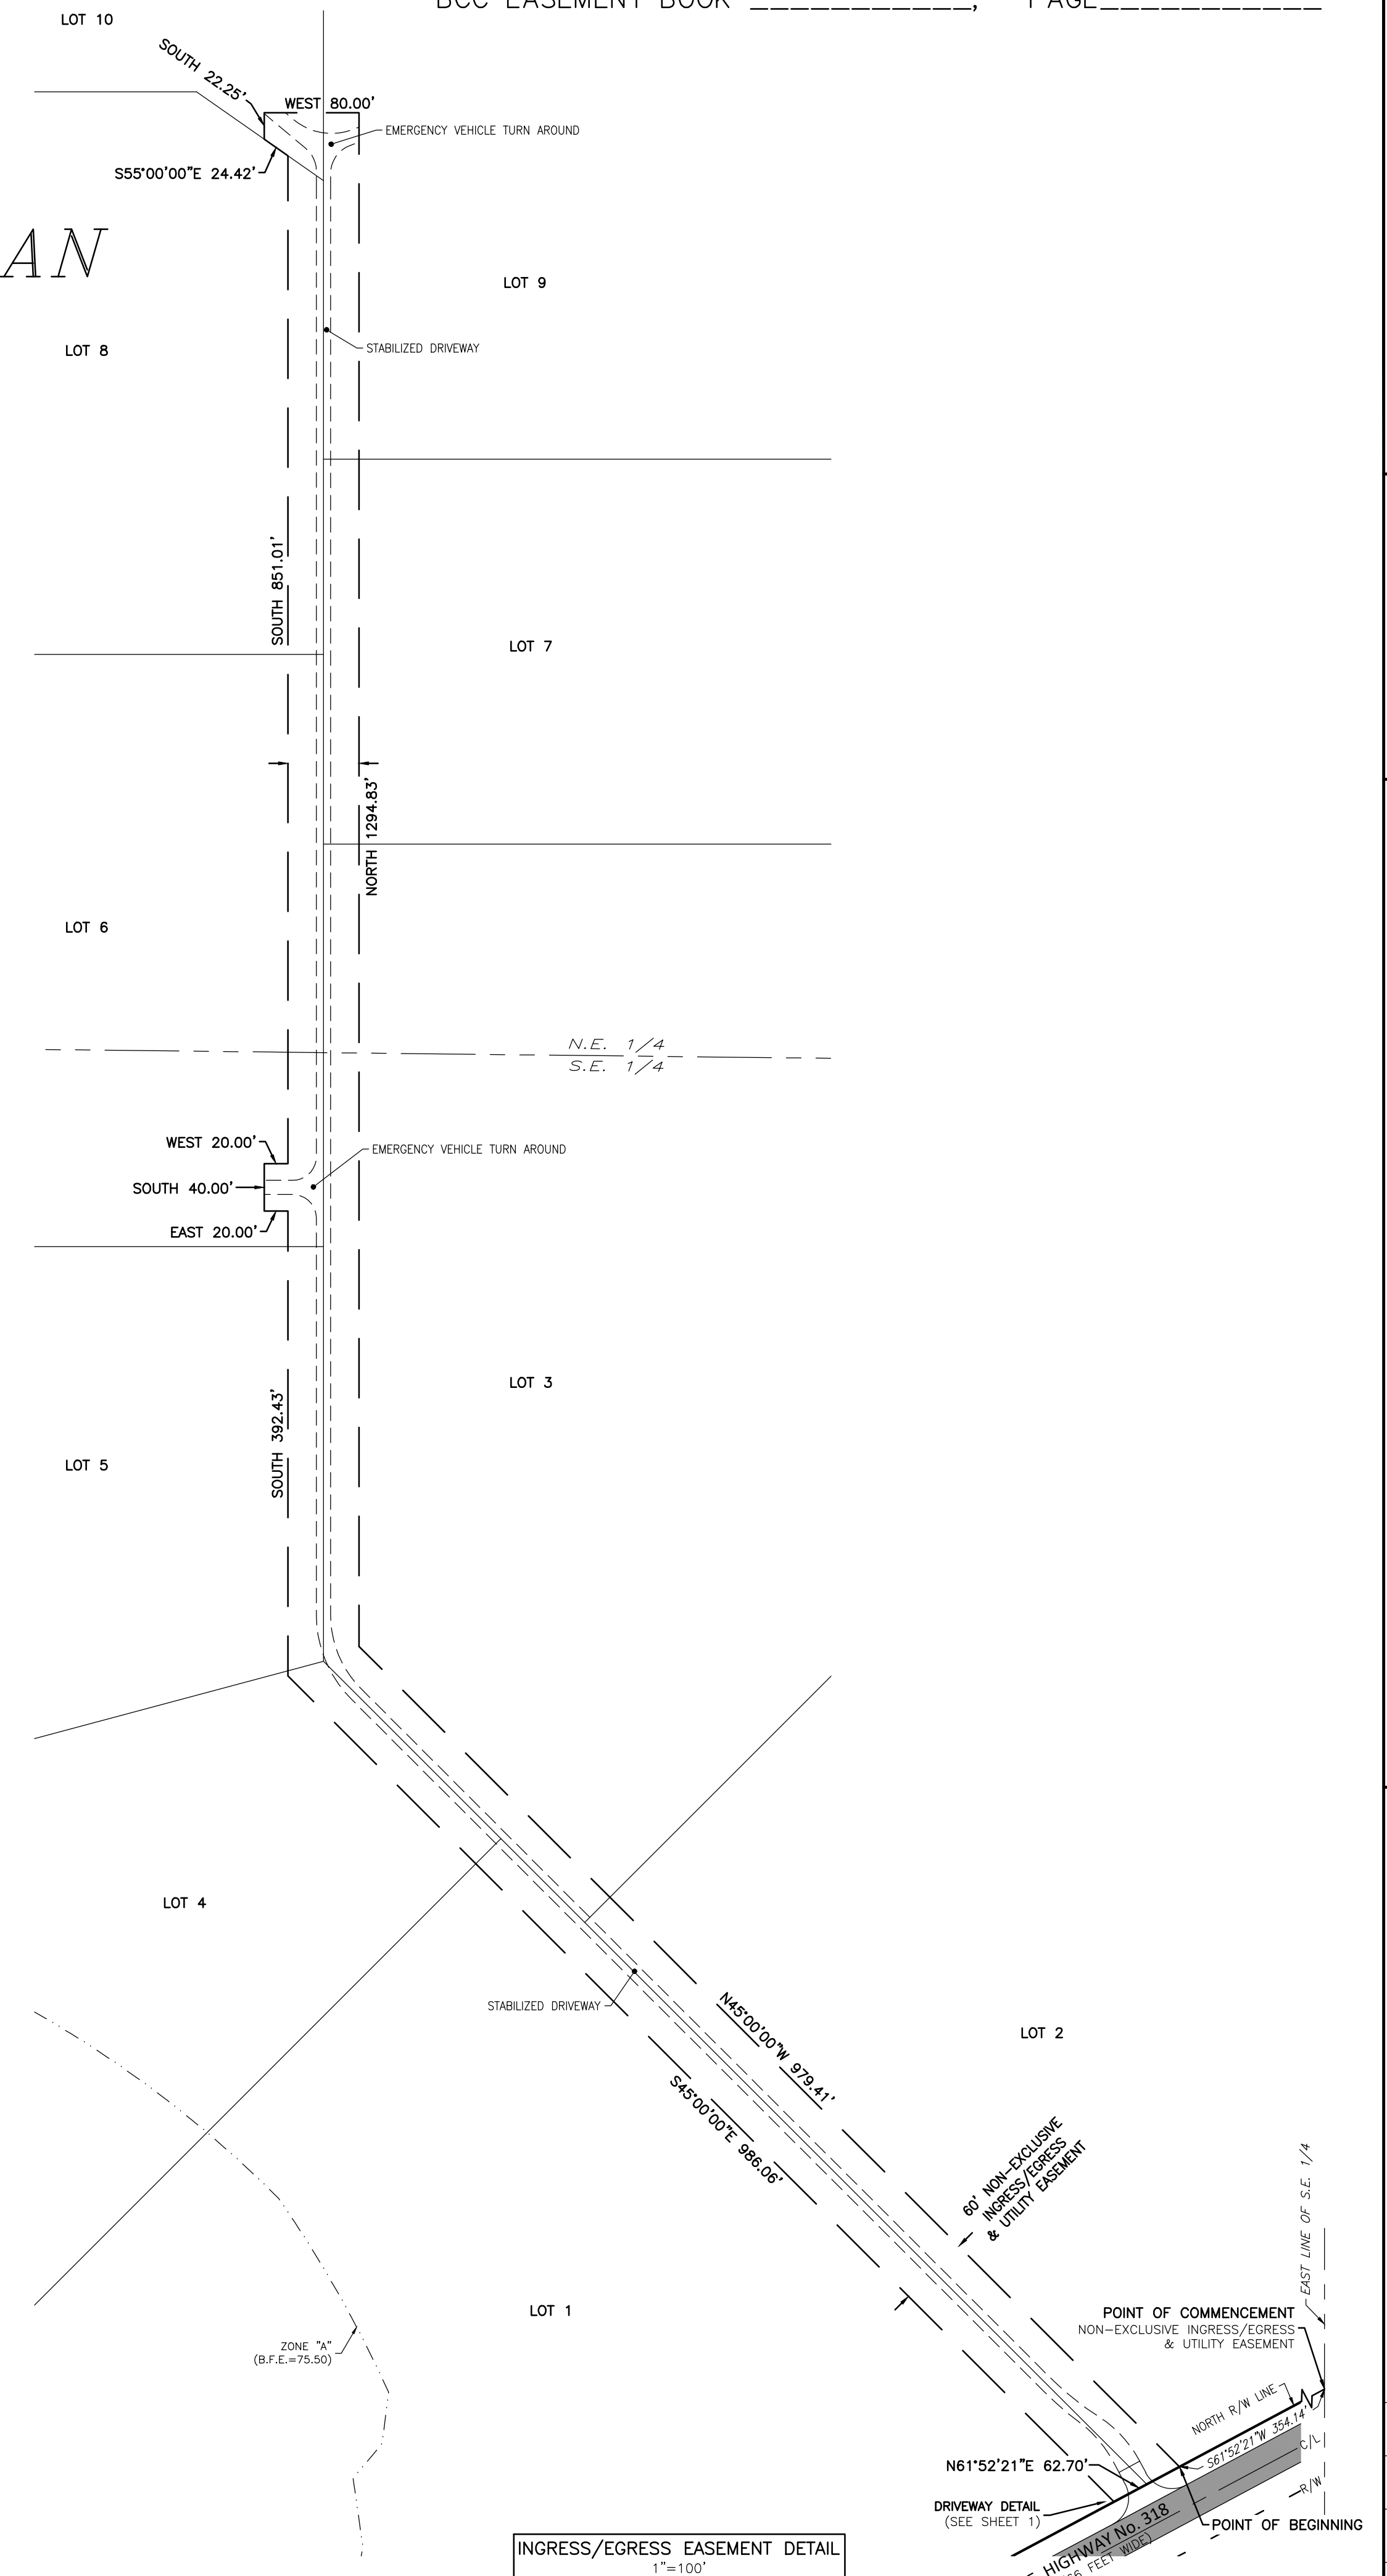 BCC EASEMENT BOOK ___________, PAGE___________
LOT 10
SOUTH 22.25'
WEST 80.00'
EMERGENCY VEHICLE TURN AROUND
S55°00'00"E 24.42'
AN
LOT 9
LOT 8
STABILIZED DRIVEWAY
SOUTH 851.01'
LOT 7
NORTH 1294.83'
LOT 6
N.E. 1/4
S.E. 1/4
WEST 20.00'
EMERGENCY VEHICLE TURN AROUND
SOUTH 40.00'
EAST 20.00'
LOT 3
SOUTH 392.43'
LOT 5
LOT 4
STABILIZED DRIVEWAY
N45°00'00"W 979.41'
LOT 2
S45°00'00"E 986.06'
60' NON-EXCLUSIVE
INGRESS/EGRESS
& UTILITY EASEMENT
EAST LINE OF S.E. 1/4
LOT 1
POINT OF COMMENCEMENT
NON-EXCLUSIVE INGRESS/EGRESS
& UTILITY EASEMENT
ZONE "A"
(B.F.E.=75.50)
NORTH R/W LINE
S61°52'21"W 354.14'
C/L
R/W
N61°52'21"E 62.70'
DRIVEWAY DETAIL
(SEE SHEET 1)
HIGHWAY No. 318
FEET WIDE)
POINT OF BEGINNING
INGRESS/EGRESS EASEMENT DETAIL
1"=100'